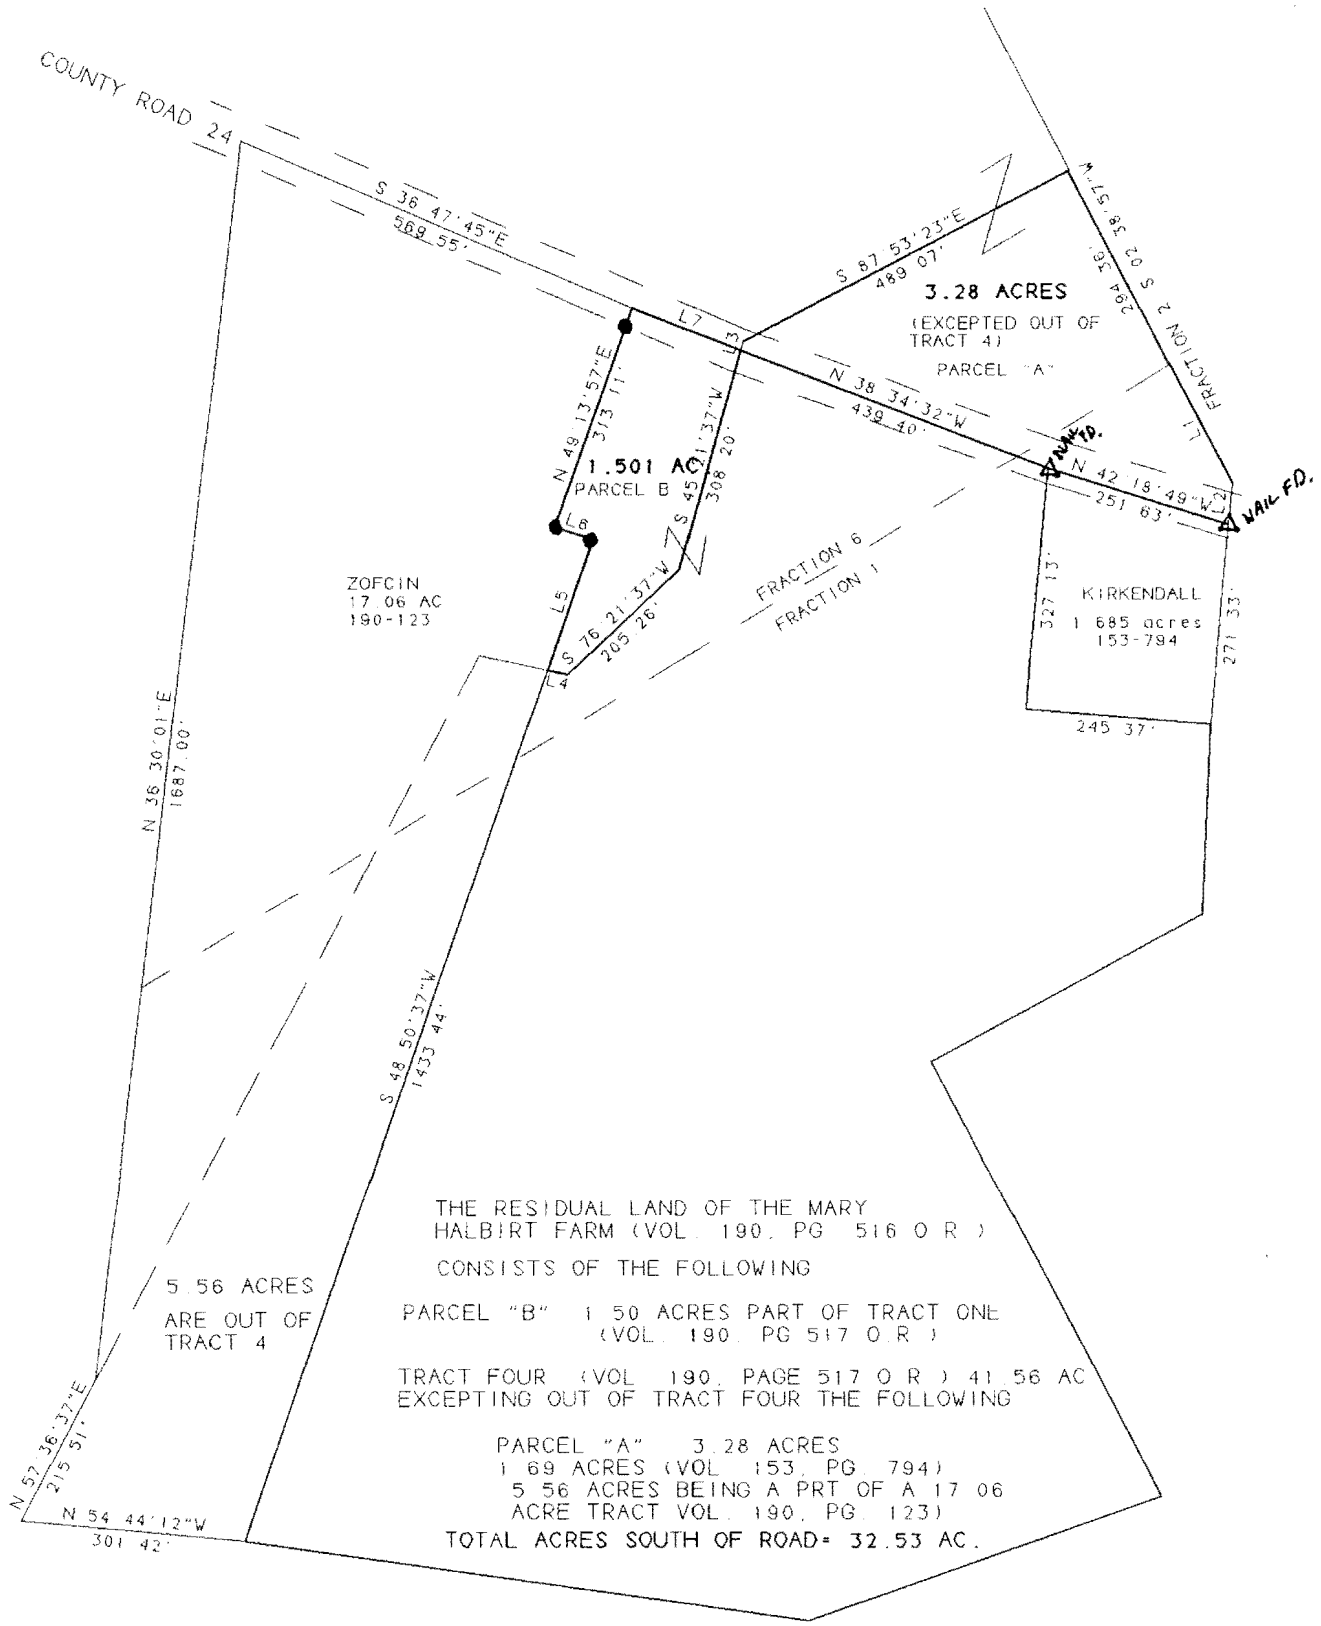 COUNTY ROAD 24
S 36 47'45"E
569 55'
L7
L3
S 87 53'23"E
489 07'
3.28 ACRES
(EXCEPTED OUT OF
TRACT 4)
PARCEL "A"
L1 FRACTION 2 S 02 38'57"W
294 36'
N 38 34'32"W
439 40'
NAIL FD.
N 42 18'49"W
251 63'
L2
NAIL FD.
N 49 13'57"E
313 11'
1.501 AC.
PARCEL B
S 45 21'37"W
308 20'
L6
L5
L4
S 76 21'37"W
205.26'
FRACTION 6
FRACTION 1
ZOFCIN
17 06 AC
190-123
327 13'
KIRKENDALL
1 685 acres
153-794
271 33'
245 37'
N 36 30'01"E
1687.00'
S 48 50'37"W
1433 44'
THE RESIDUAL LAND OF THE MARY
HALBIRT FARM (VOL. 190, PG 516 O R )
CONSISTS OF THE FOLLOWING
PARCEL "B" 1 50 ACRES PART OF TRACT ONE
(VOL. 190, PG 517 O.R )
TRACT FOUR (VOL 190, PAGE 517 O R ) 41 56 AC
EXCEPTING OUT OF TRACT FOUR THE FOLLOWING
PARCEL "A" 3.28 ACRES
1 69 ACRES (VOL 153, PG. 794)
5 56 ACRES BEING A PRT OF A 17 06
ACRE TRACT VOL. 190, PG. 123)
TOTAL ACRES SOUTH OF ROAD= 32.53 AC.
5 56 ACRES
ARE OUT OF
TRACT 4
N 57 36'37"E
215 51'
N 54 44'12"W
301 42'